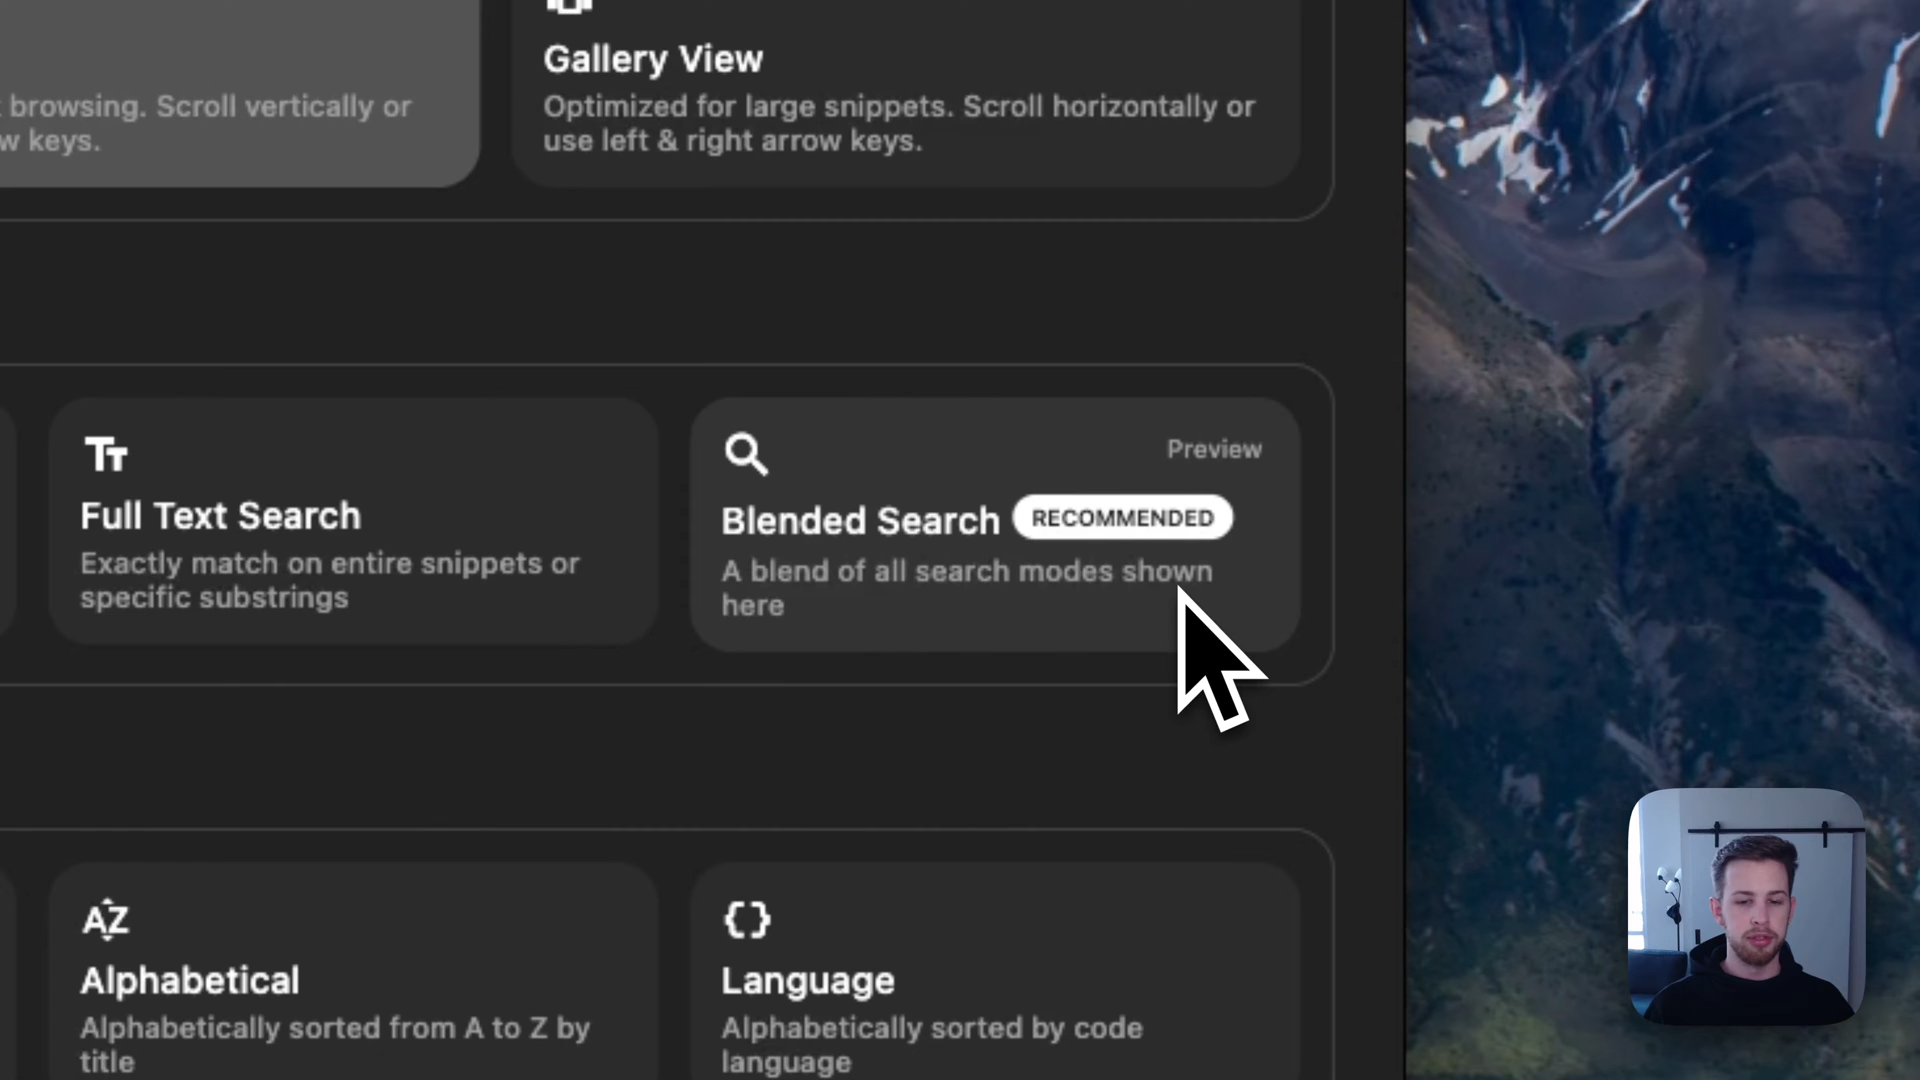 browsing. Scroll vertically or
keys.
Gallery View
Optimized for large snippets. Scroll horizontally or
use left & right arrow keys.
Full Text Search
Exactly match on entire snippets or
specific substrings
Preview
Blended Search RECOMMENDED
A blend of all search modes shown
here
Alphabetical
Alphabetically sorted from A to Z by
title
Language
Alphabetically sorted by code
language